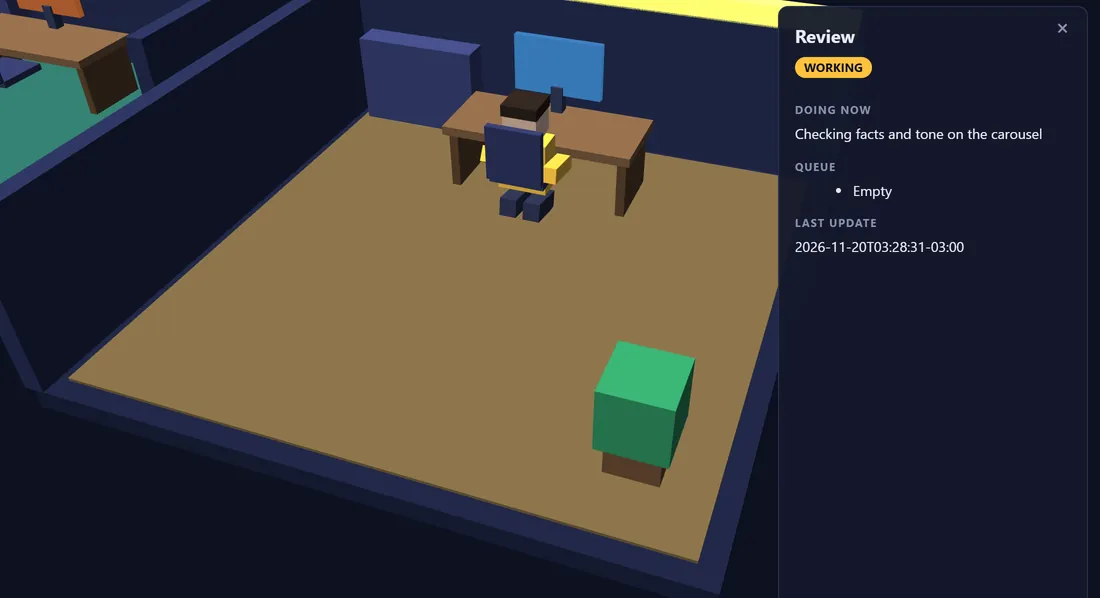 Review
WORKING
DOING NOW
Checking facts and tone on the carousel
QUEUE
• Empty
LAST UPDATE
2026-11-20T03:28:31-03:00